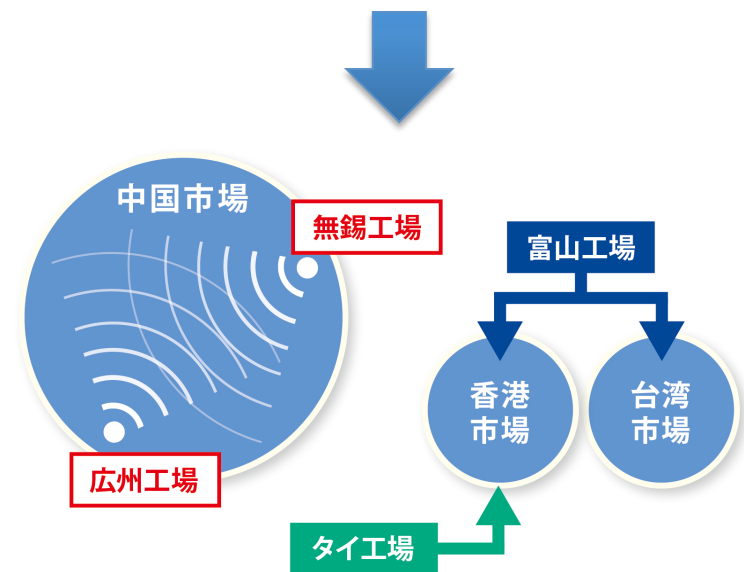 中国市場
無錫工場
富山工場
香港
市場
台湾
市場
広州工場
タイ工場